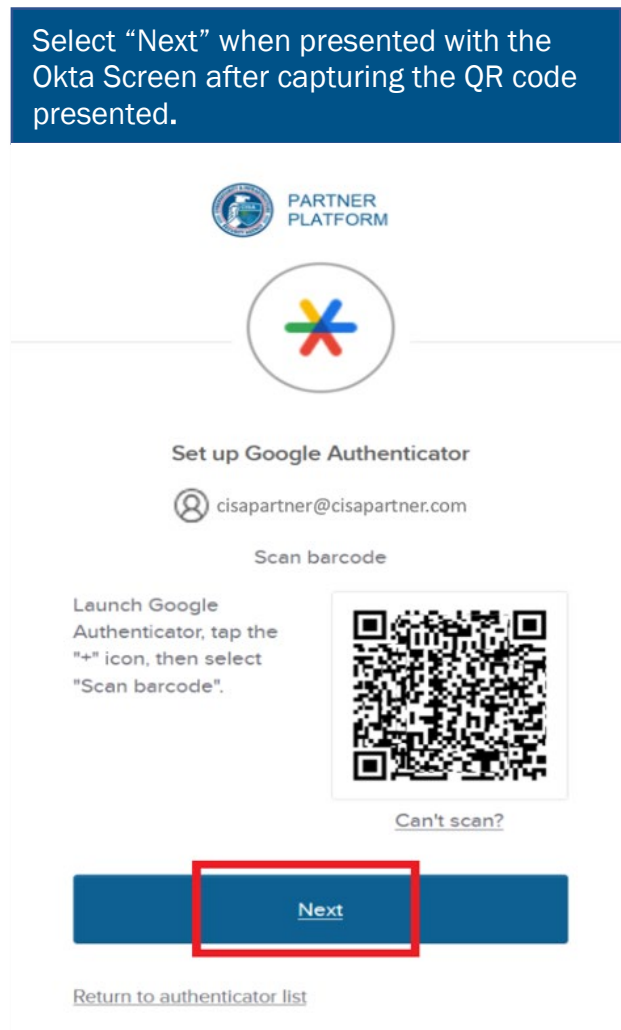 Select “Next” when presented with the
Okta Screen after capturing the QR code
presented.
PARTNER
PLATFORM
Set up Google Authenticator
cisapartner@cisapartner.com
Scan barcode
Launch Google
Authenticator, tap the
"+" icon, then select
"Scan barcode".
Can't scan?
Next
Return to authenticator list